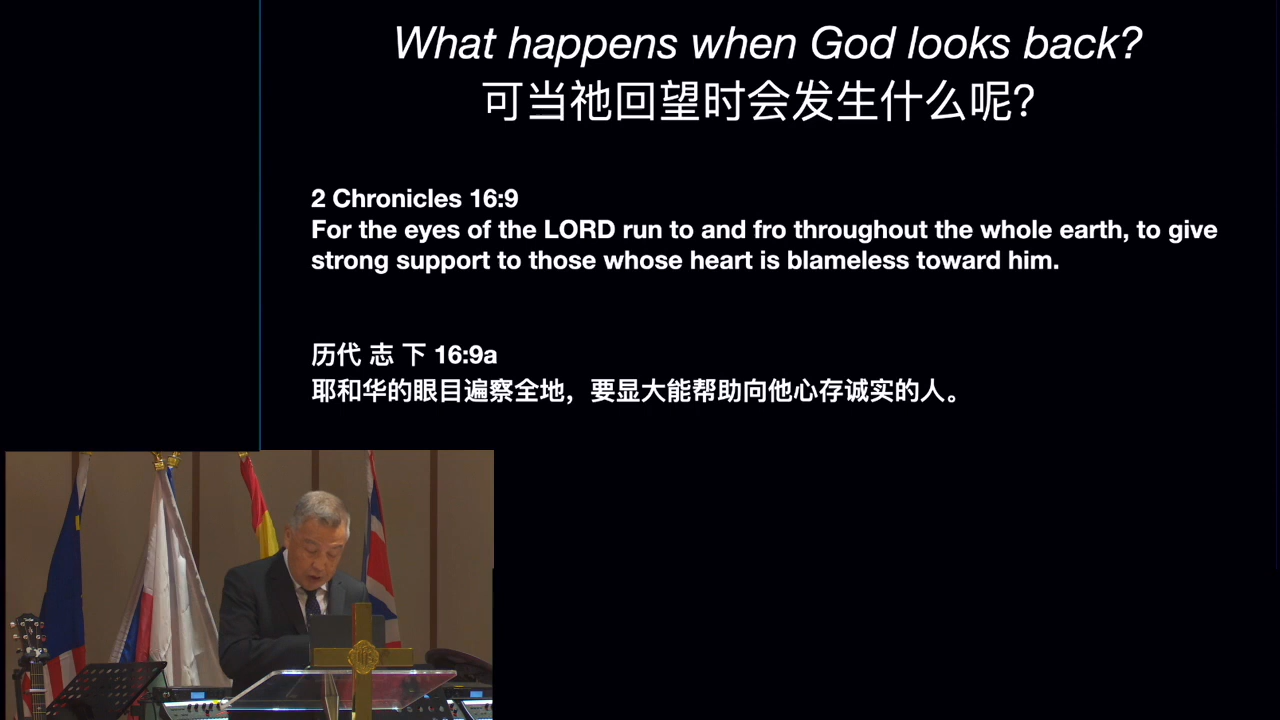 What happens when God looks back?
可当祂回望时会发生什么呢?
2 Chronicles 16:9
For the eyes of the LORD run to and fro throughout the whole earth, to give
strong support to those whose heart is blameless toward him.
历代 志 下 16:9a
耶和华的眼目遍察全地，要显大能帮助向他心存诚实的人。